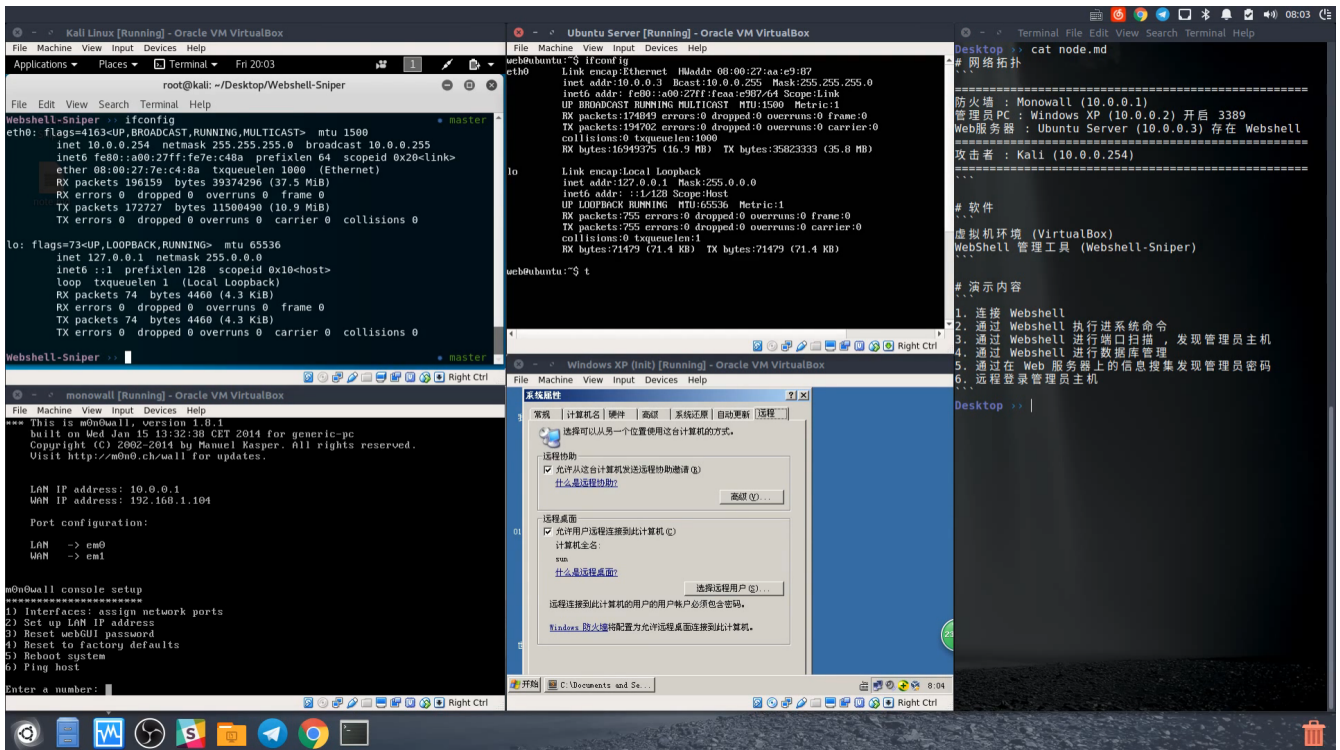 08:03
Kali Linux [Running] - Oracle VM VirtualBox
File Machine View Input Devices Help
Applications Places Terminal Fri 20:03 1
root@kali: ~/Desktop/Webshell-Sniper
File Edit View Search Terminal Help
Webshell-Sniper ›› ifconfig master
eth0: flags=4163<UP,BROADCAST,RUNNING,MULTICAST> mtu 1500
inet 10.0.0.254 netmask 255.255.255.0 broadcast 10.0.0.255
inet6 fe80::a00:27ff:fe7e:c48a prefixlen 64 scopeid 0x20<link>
ether 08:00:27:7e:c4:8a txqueuelen 1000 (Ethernet)
RX packets 196159 bytes 39374296 (37.5 MiB)
RX errors 0 dropped 0 overruns 0 frame 0
TX packets 172727 bytes 11500490 (10.9 MiB)
TX errors 0 dropped 0 overruns 0 carrier 0 collisions 0
lo: flags=73<UP,LOOPBACK,RUNNING> mtu 65536
inet 127.0.0.1 netmask 255.0.0.0
inet6 ::1 prefixlen 128 scopeid 0x10<host>
loop txqueuelen 1 (Local Loopback)
RX packets 74 bytes 4460 (4.3 KiB)
RX errors 0 dropped 0 overruns 0 frame 0
TX packets 74 bytes 4460 (4.3 KiB)
TX errors 0 dropped 0 overruns 0 carrier 0 collisions 0
Webshell-Sniper ›› master
Right Ctrl
monowall [Running] - Oracle VM VirtualBox
File Machine View Input Devices Help
*** This is m0n0wall, version 1.8.1
built on Wed Jan 15 13:32:38 CET 2014 for generic-pc
Copyright (C) 2002-2014 by Manuel Kasper. All rights reserved.
Visit http://m0n0.ch/wall for updates.
LAN IP address: 10.0.0.1
WAN IP address: 192.168.1.104
Port configuration:
LAN -> em0
WAN -> em1
m0n0wall console setup
**********************
1) Interfaces: assign network ports
2) Set up LAN IP address
3) Reset webGUI password
4) Reset to factory defaults
5) Reboot system
6) Ping host
Enter a number:
Right Ctrl
Ubuntu Server [Running] - Oracle VM VirtualBox
File Machine View Input Devices Help
web@ubuntu:~$ ifconfig
eth0 Link encap:Ethernet HWaddr 08:00:27:aa:e9:87
inet addr:10.0.0.3 Bcast:10.0.0.255 Mask:255.255.255.0
inet6 addr: fe80::a00:27ff:feaa:e987/64 Scope:Link
UP BROADCAST RUNNING MULTICAST MTU:1500 Metric:1
RX packets:174849 errors:0 dropped:0 overruns:0 frame:0
TX packets:194702 errors:0 dropped:0 overruns:0 carrier:0
collisions:0 txqueuelen:1000
RX bytes:16949375 (16.9 MB) TX bytes:35823333 (35.8 MB)
lo Link encap:Local Loopback
inet addr:127.0.0.1 Mask:255.0.0.0
inet6 addr: ::1/128 Scope:Host
UP LOOPBACK RUNNING MTU:65536 Metric:1
RX packets:755 errors:0 dropped:0 overruns:0 frame:0
TX packets:755 errors:0 dropped:0 overruns:0 carrier:0
collisions:0 txqueuelen:1
RX bytes:71479 (71.4 KB) TX bytes:71479 (71.4 KB)
web@ubuntu:~$ t
Right Ctrl
Windows XP (Init) [Running] - Oracle VM VirtualBox
File Machine View Input Devices Help
系统属性
常规 计算机名 硬件 高级 系统还原 自动更新 远程
选择可以从另一个位置使用这台计算机的方式。
远程协助
允许从这台计算机发送远程协助邀请(R)
什么是远程协助?
高级(V)...
远程桌面
允许用户远程连接到此计算机(C)
计算机全名:
sun
什么是远程桌面?
选择远程用户(S)...
远程连接到此计算机的用户的用户帐户必须包含密码。
Windows 防火墙将配置为允许远程桌面连接到此计算机。
开始 C:\Documents and Se... 8:04
Right Ctrl
Terminal File Edit View Search Terminal Help
Desktop ›› cat node.md
# 网络拓扑
```
==================================================
防火墙 : Monowall (10.0.0.1)
管理员PC : Windows XP (10.0.0.2) 开启 3389
Web服务器 : Ubuntu Server (10.0.0.3) 存在 Webshell
==================================================
攻击者 : Kali (10.0.0.254)
==================================================
```
# 软件
```
虚拟机环境 (VirtualBox)
WebShell 管理工具 (Webshell-Sniper)
```
# 演示内容
```
1. 连接 Webshell
2. 通过 Webshell 执行进系统命令
3. 通过 Webshell 进行端口扫描 , 发现管理员主机
4. 通过 Webshell 进行数据库管理
5. 通过在 Web 服务器上的信息搜集发现管理员密码
6. 远程登录管理员主机
```
Desktop ››